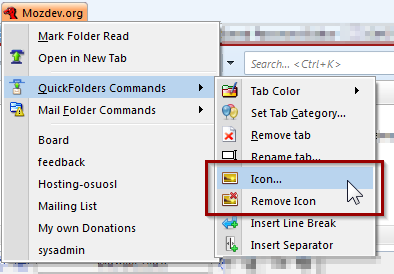 Mozdev.org
Mark Folder Read
Open in New Tab
QuickFolders Commands
Mail Folder Commands
Board
feedback
Hosting-osuosl
Mailing List
My own Donations
sysadmin
Search... <Ctrl+K>
Tab Color
Set Tab Category...
Remove tab
Rename tab...
Icon...
Remove Icon
Insert Line Break
Insert Separator